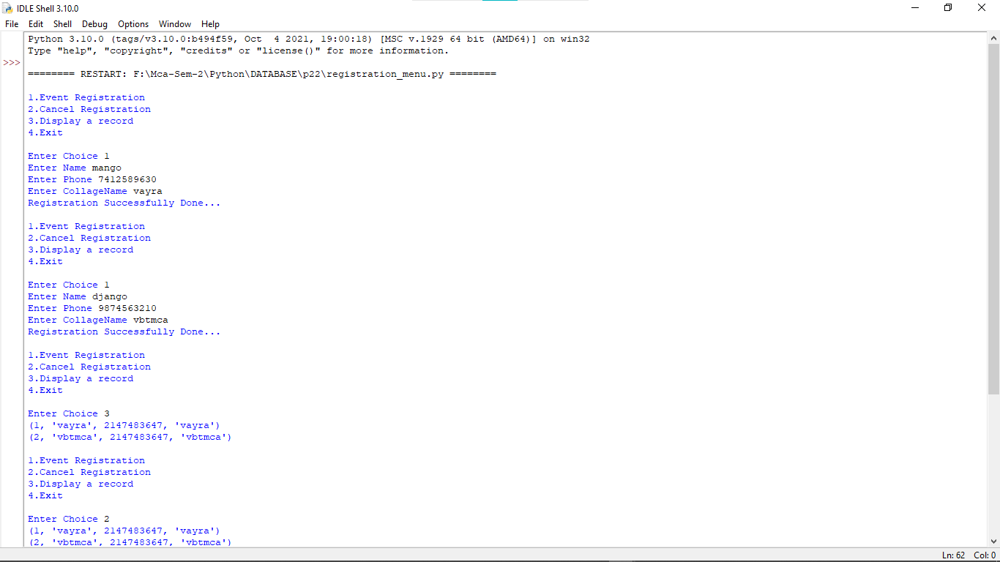 IDLE Shell 3.10.0
File Edit Shell Debug Options Window Help
Python 3.10.0 (tags/v3.10.0:b494f59, Oct  4 2021, 19:00:18) [MSC v.1929 64 bit (AMD64)] on win32
Type "help", "copyright", "credits" or "license()" for more information.
>>>
======== RESTART: F:\Mca-Sem-2\Python\DATABASE\p22\registration_menu.py ========
1.Event Registration
2.Cancel Registration
3.Display a record
4.Exit
Enter Choice 1
Enter Name mango
Enter Phone 7412589630
Enter CollageName vayra
Registration Successfully Done...
1.Event Registration
2.Cancel Registration
3.Display a record
4.Exit
Enter Choice 1
Enter Name django
Enter Phone 9874563210
Enter CollageName vbtmca
Registration Successfully Done...
1.Event Registration
2.Cancel Registration
3.Display a record
4.Exit
Enter Choice 3
(1, 'vayra', 2147483647, 'vayra')
(2, 'vbtmca', 2147483647, 'vbtmca')
1.Event Registration
2.Cancel Registration
3.Display a record
4.Exit
Enter Choice 2
(1, 'vayra', 2147483647, 'vayra')
(2, 'vbtmca', 2147483647, 'vbtmca')
Ln: 62 Col: 0